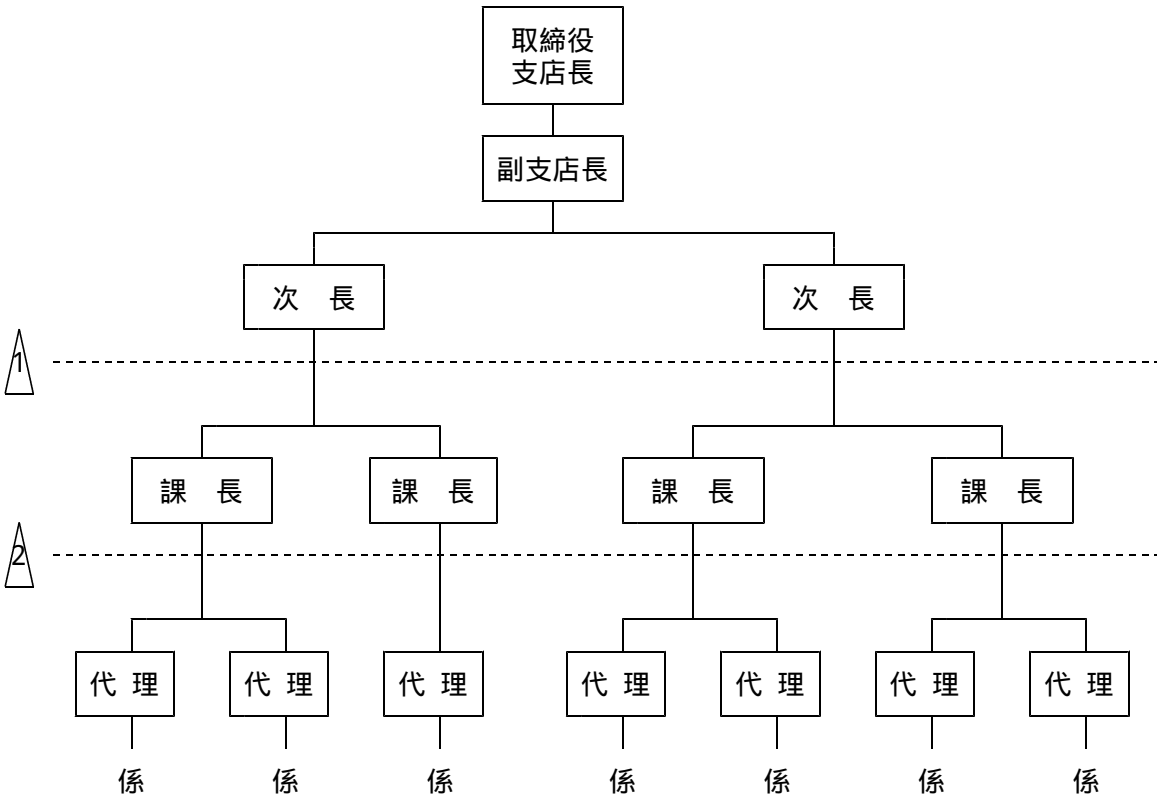 取締役
支店長
副支店長
次　長
次　長
1
課　長
課　長
課　長
課　長
2
代 理
代 理
代 理
代 理
代 理
代 理
代 理
係
係
係
係
係
係
係